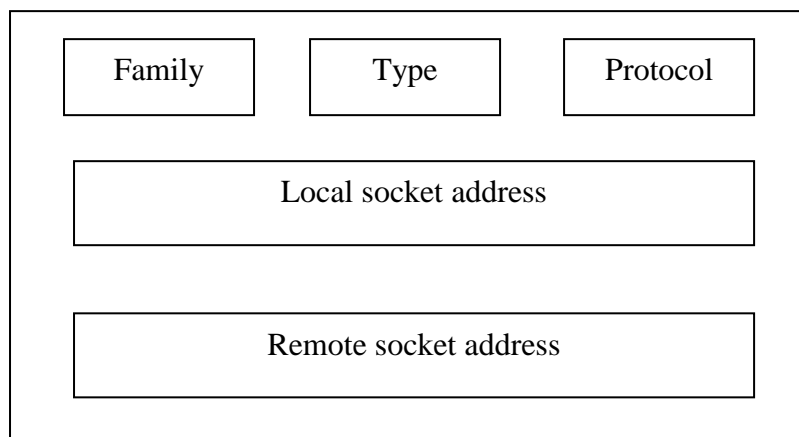 Family Type Protocol
Local socket address
Remote socket address